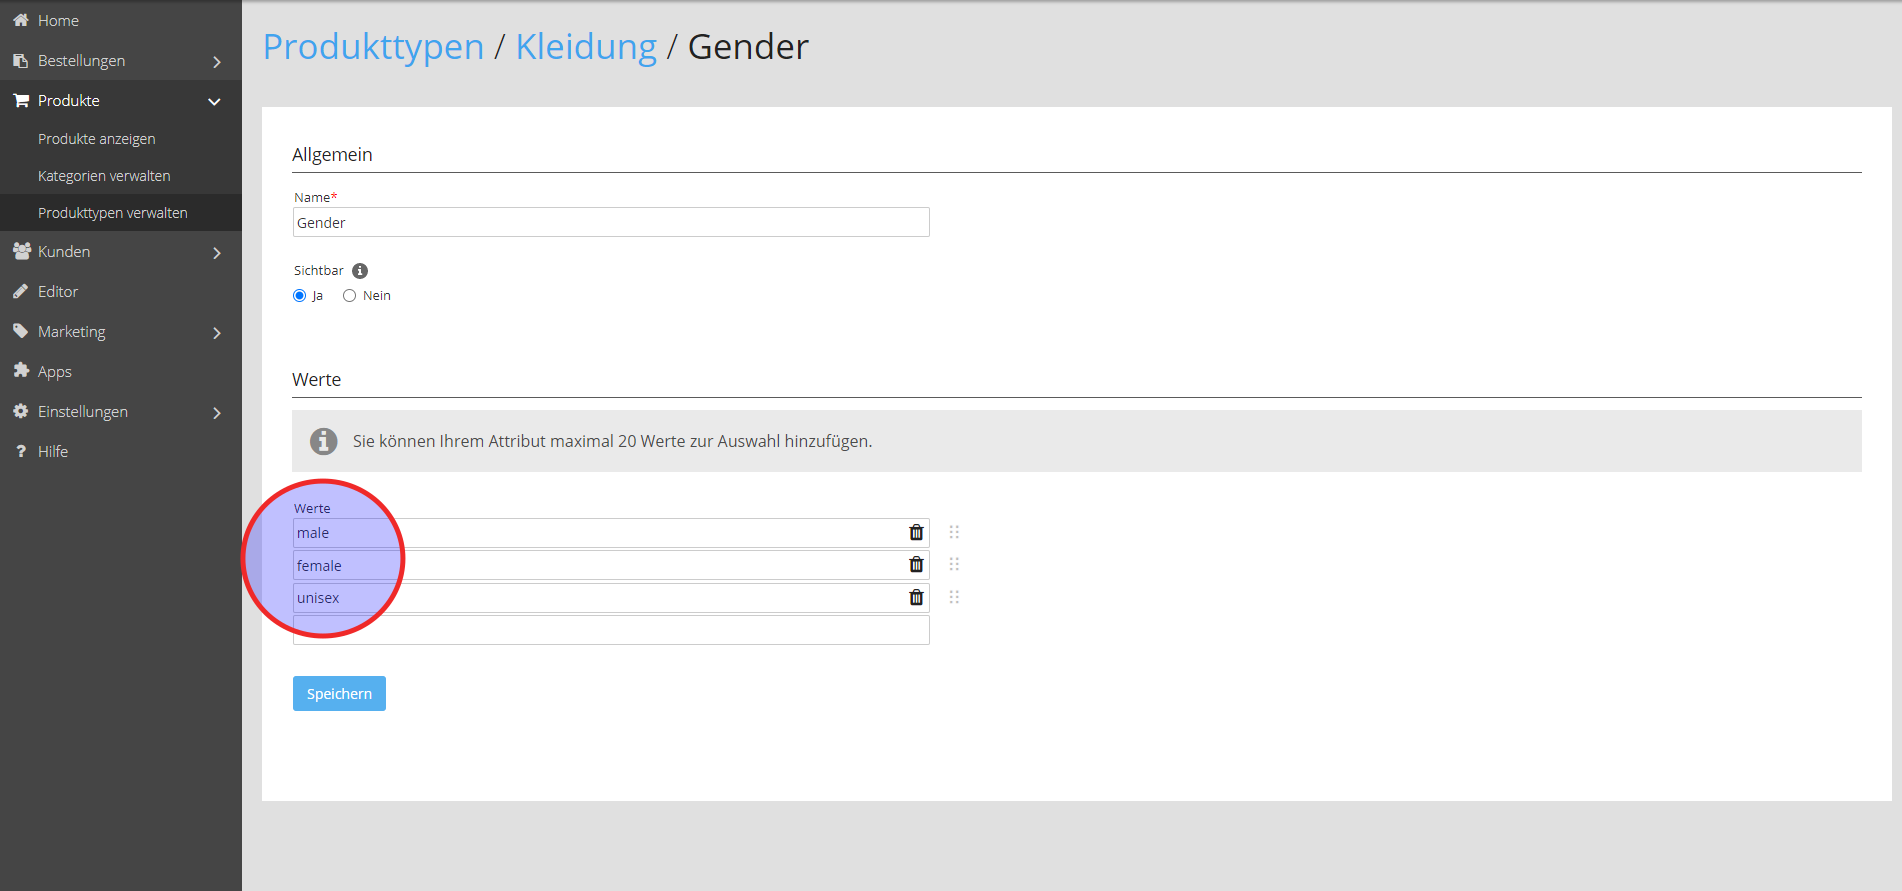 Home
Bestellungen
Produkte
Produkte anzeigen
Kategorien verwalten
Produkttypen verwalten
Kunden
Editor
Marketing
Apps
Einstellungen
? Hilfe
Produkttypen / Kleidung / Gender
Allgemein
Name*
Gender
Sichtbar
Ja Nein
Werte
Sie können Ihrem Attribut maximal 20 Werte zur Auswahl hinzufügen.
Werte
male
female
unisex
Speichern